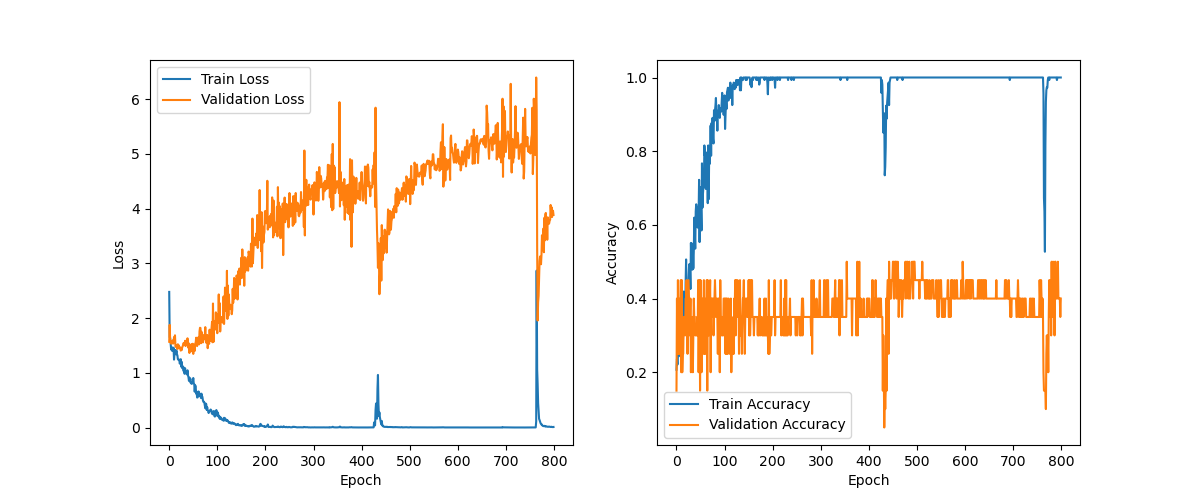 Train Loss
Validation Loss
6
5
4
3
2
1
0
Loss
0 100 200 300 400 500 600 700 800
Epoch
1.0
0.8
0.6
0.4
0.2
Accuracy
Train Accuracy
Validation Accuracy
0 100 200 300 400 500 600 700 800
Epoch